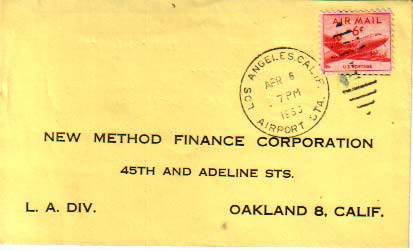 AIR MAIL
6¢
U.S. POSTAGE
LOS ANGELES, CALIF.
APR 6
7 PM
AIRPORT STA.
NEW METHOD FINANCE CORPORATION
45TH AND ADELINE STS.
L. A. DIV. OAKLAND 8, CALIF.